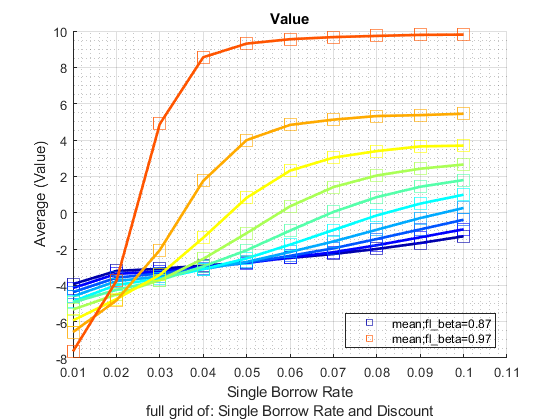 Value
10
8
6
4
2
0
-2
-4
-6
-8
Average (Value)
0.01 0.02 0.03 0.04 0.05 0.06 0.07 0.08 0.09 0.1 0.11
Single Borrow Rate
full grid of: Single Borrow Rate and Discount
mean;fl_beta=0.87
mean;fl_beta=0.97